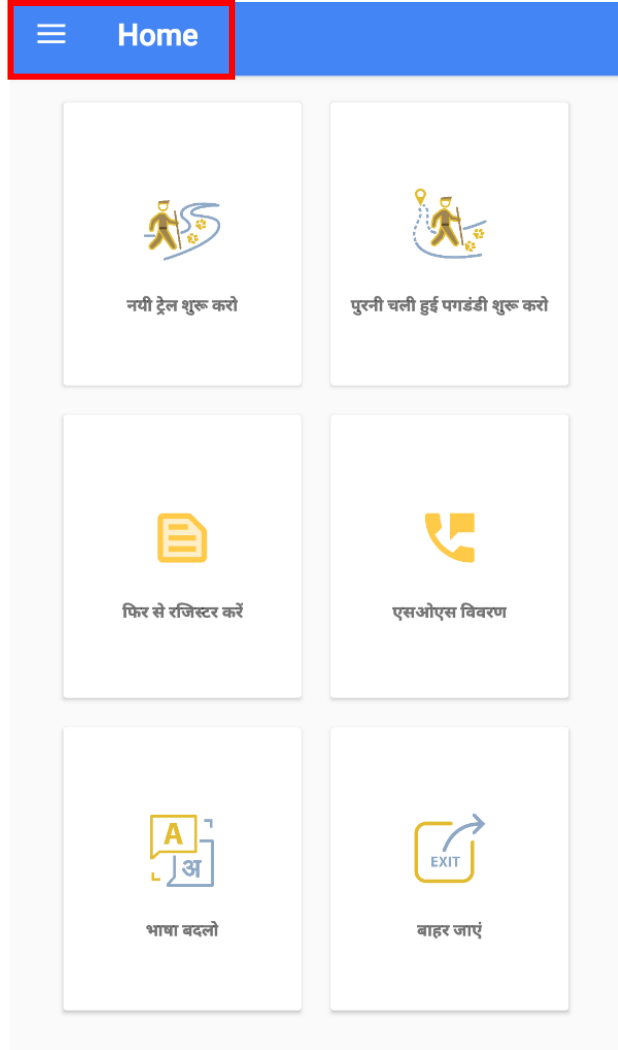 Home
नयी ट्रेल शुरू करो
पुरनी चली हुई पगडंडी शुरू करो
फिर से रजिस्टर करें
एसओएस विवरण
A
अ
EXIT
भाषा बदलो
बाहर जाएं